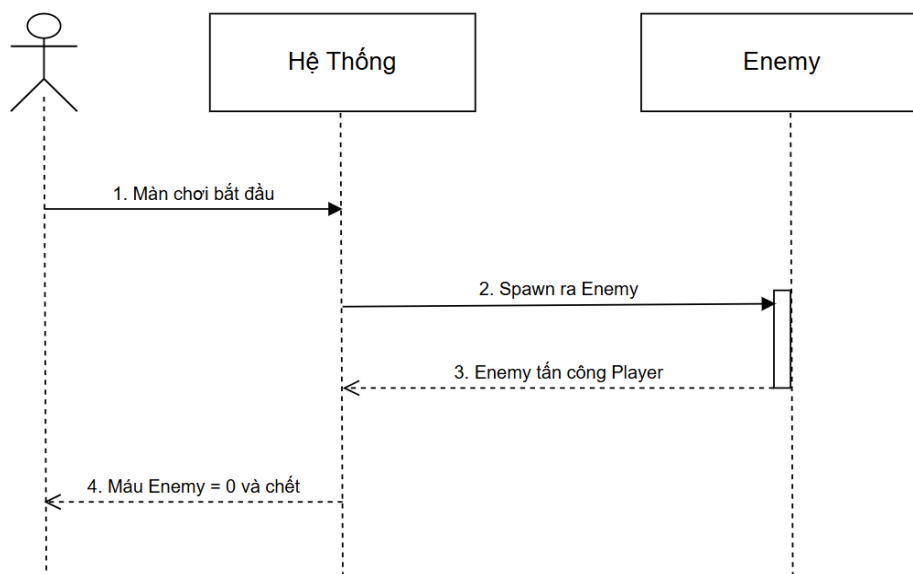 Hệ Thống
Enemy
1. Màn chơi bắt đầu
2. Spawn ra Enemy
3. Enemy tấn công Player
4. Máu Enemy = 0 và chết